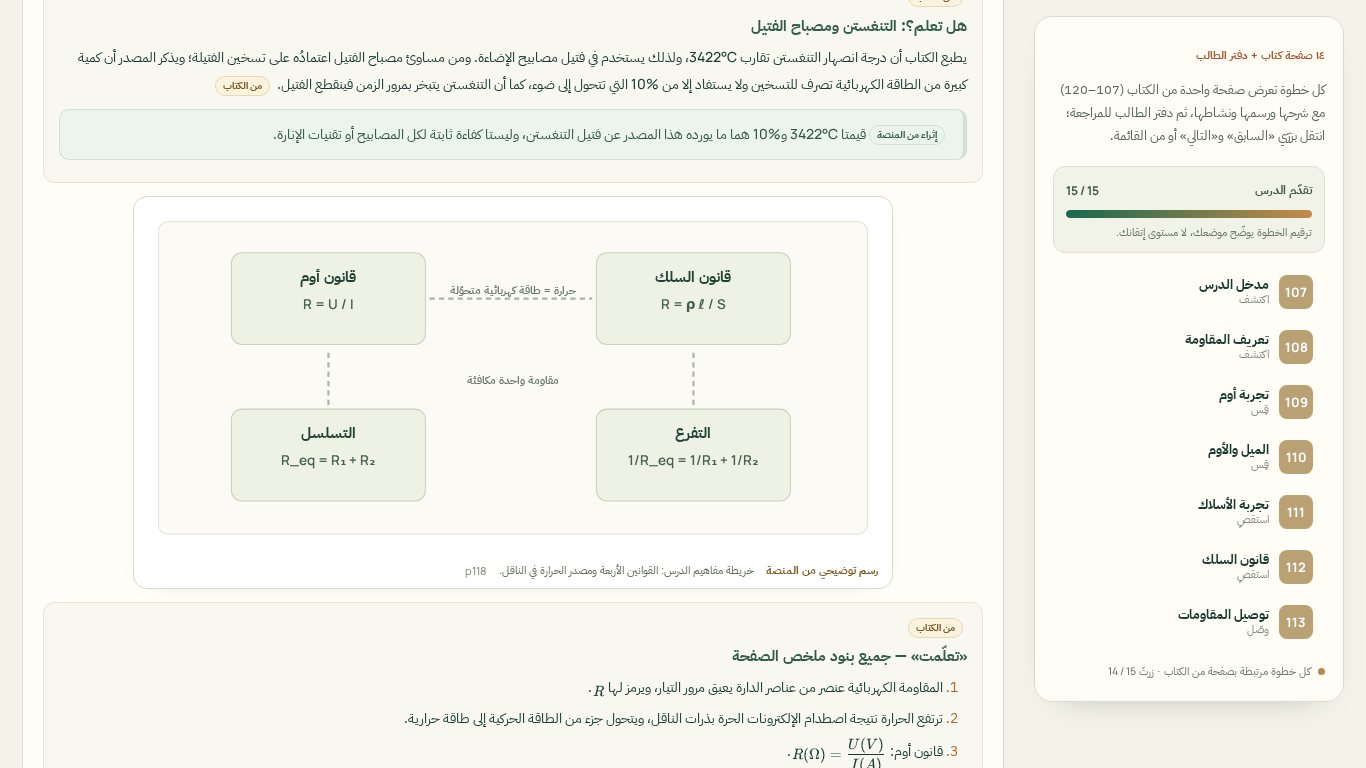 هل تعلم؟: التنغستن ومصباح الفتيل
يطبع الكتاب أن درجة انصهار التنغستن تقارب 3422°C، ولذلك يستخدم في فتيل مصابيح الإضاءة. ومن مساوئ مصباح الفتيل اعتمادُه على تسخين الفتيلة؛ ويذكر المصدر أن كمية
كبيرة من الطاقة الكهربائية تصرف للتسخين ولا يستفاد إلا من %10 التي تتحول إلى ضوء، كما أن التنغستن يتبخر بمرور الزمن فينقطع الفتيل. من الكتاب
إثراء من المنصة قيمتا 3422°C و10% هما ما يورده هذا المصدر عن فتيل التنغستن، وليستا كفاءة ثابتة لكل المصابيح أو تقنيات الإنارة.
قانون السلك
R = ρ ℓ / S
حرارة = طاقة كهربائية متحوّلة
قانون أوم
R = U / I
مقاومة واحدة مكافئة
التفرع
1/R_eq = 1/R₁ + 1/R₂
التسلسل
R_eq = R₁ + R₂
رسم توضيحي من المنصة خريطة مفاهيم الدرس: القوانين الأربعة ومصدر الحرارة في الناقل. p118
من الكتاب
«تعلّمت» — جميع بنود ملخص الصفحة
1. المقاومة الكهربائية عنصر من عناصر الدارة يعيق مرور التيار، ويرمز لها R.
2. ترتفع الحرارة نتيجة اصطدام الإلكترونات الحرة بذرات الناقل، ويتحول جزء من الطاقة الحركية إلى طاقة حرارية.
3. قانون أوم: R(Ω) = U(V) / I(A).
١٤ صفحة كتاب + دفتر الطالب
كل خطوة تعرض صفحة واحدة من الكتاب (107–120)
مع شرحها ورسمها ونشاطها، ثم دفتر الطالب للمراجعة؛
انتقل بزرّي «السابق» و«التالي» أو من القائمة.
تقدّم الدرس 15 / 15
ترقيم الخطوة يوضّح موضعك، لا مستوى إتقانك.
107 مدخل الدرس
اكتشف
108 تعريف المقاومة
اكتشف
109 تجربة أوم
قِس
110 الميل والأوم
قِس
111 تجربة الأسلاك
استقصِ
112 قانون السلك
استقصِ
113 توصيل المقاومات
وصّل
كل خطوة مرتبطة بصفحة من الكتاب · زرتَ 15 / 14